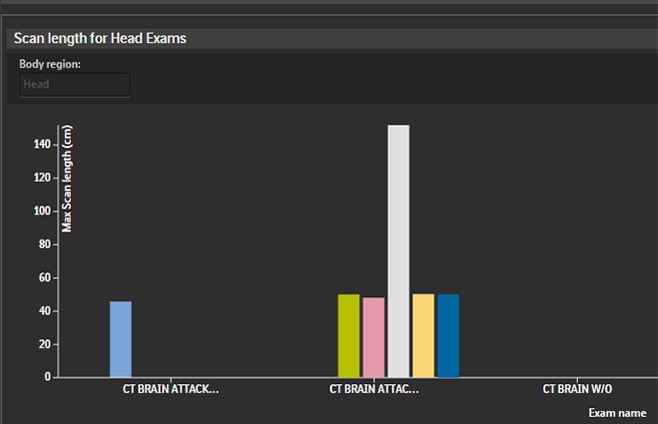 Scan length for Head Exams
Body region:
Head
Max Scan length (cm)
140
120
100
80
60
40
20
0
CT BRAIN ATTACK...
CT BRAIN ATTAC...
CT BRAIN W/O
Exam name